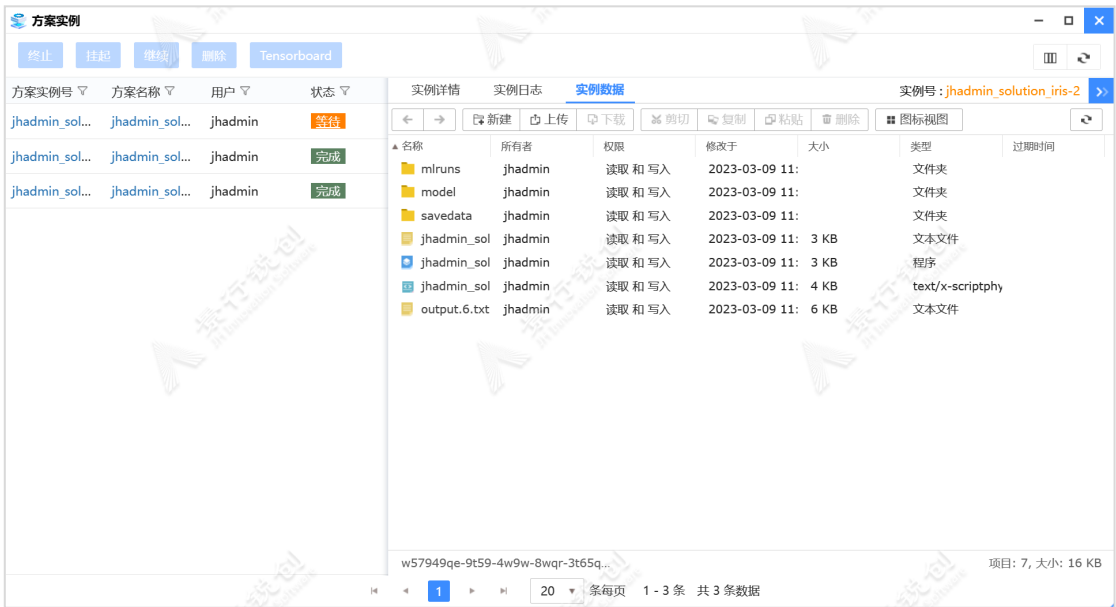 方案实例
终止 挂起 继续 删除 Tensorboard
实例详情 实例日志 实例数据 实例号 : jhadmin_solution_iris-2
方案实例号 方案名称 用户 状态
新建 上传 下载 剪切 复制 粘贴 删除 图标视图
jhadmin_sol... jhadmin_sol... jhadmin 等待
jhadmin_sol... jhadmin_sol... jhadmin 完成
jhadmin_sol... jhadmin_sol... jhadmin 完成
名称 所有者 权限 修改于 大小 类型 过期时间
mlruns jhadmin 读取 和 写入 2023-03-09 11: 文件夹
model jhadmin 读取 和 写入 2023-03-09 11: 文件夹
savedata jhadmin 读取 和 写入 2023-03-09 11: 文件夹
jhadmin_sol jhadmin 读取 和 写入 2023-03-09 11: 3 KB 文本文件
jhadmin_sol jhadmin 读取 和 写入 2023-03-09 11: 3 KB 程序
jhadmin_sol jhadmin 读取 和 写入 2023-03-09 11: 4 KB text/x-scriptphy
output.6.txt jhadmin 读取 和 写入 2023-03-09 11: 6 KB 文本文件
w57949qe-9t59-4w9w-8wqr-3t65q... 项目: 7, 大小: 16 KB
1 20 条每页 1 - 3 条 共 3 条数据
景行锐创
JH Innovation Software